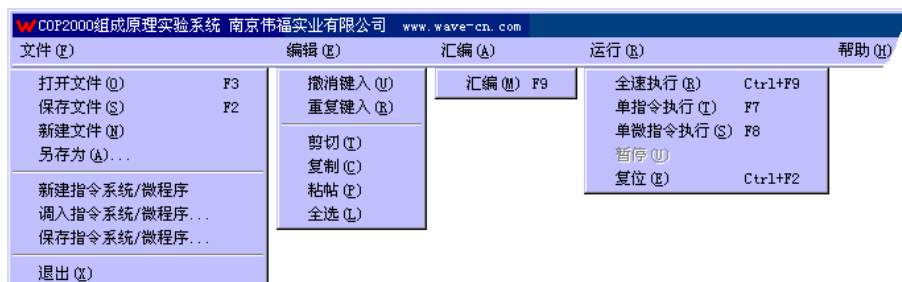 COP2000组成原理实验系统 南京伟福实业有限公司 www.wave-cn.com
文件(F) 编辑(E) 汇编(A) 运行(R) 帮助(H)
打开文件(O) F3
保存文件(S) F2
新建文件(N)
另存为(A)...
新建指令系统/微程序
调入指令系统/微程序...
保存指令系统/微程序...
退出(X)
撤消键入(U)
重复键入(R)
剪切(T)
复制(C)
粘帖(P)
全选(L)
汇编(M) F9
全速执行(R) Ctrl+F9
单指令执行(T) F7
单微指令执行(S) F8
暂停(U)
复位(E) Ctrl+F2